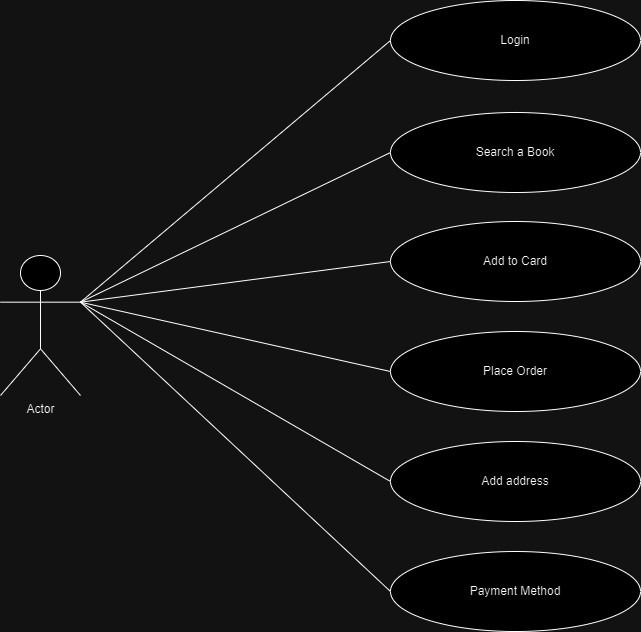 Login
Search a Book
Add to Card
Place Order
Actor
Add address
Payment Method